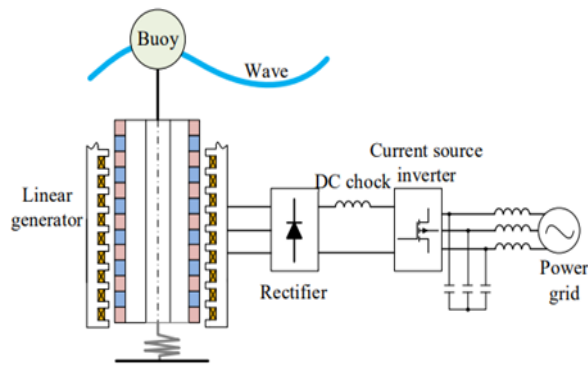 Buoy
Wave
Linear
generator
Current source
inverter
DC chock
Rectifier
Power
grid